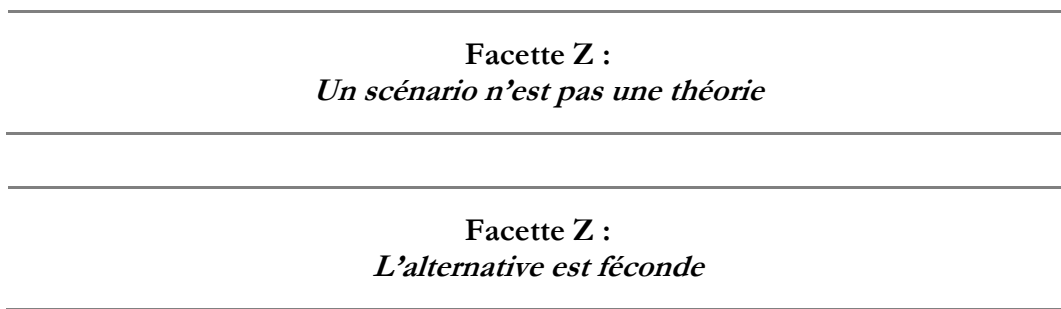 Facette Z :
Un scénario n’est pas une théorie
Facette Z :
L’alternative est féconde